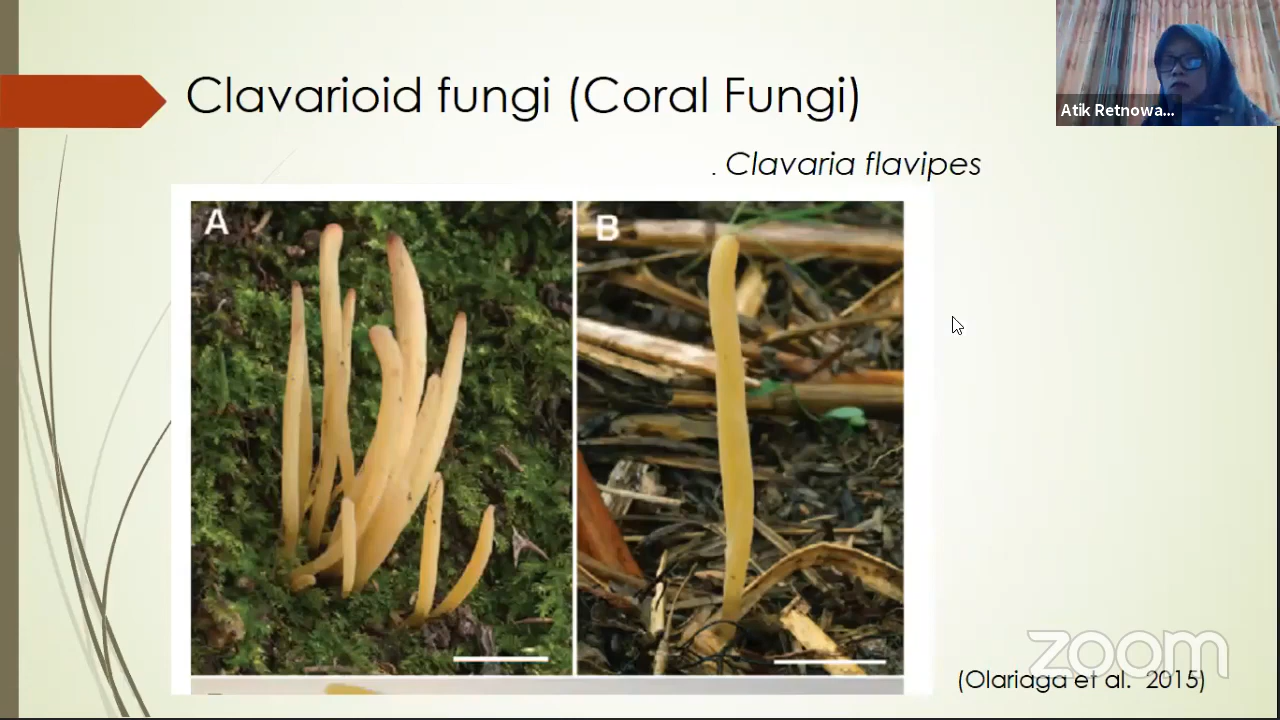 Clavarioid fungi (Coral Fungi)
Atik Retnowa...
. Clavaria flavipes
A
B
zoom
(Olariaga et al. 2015)